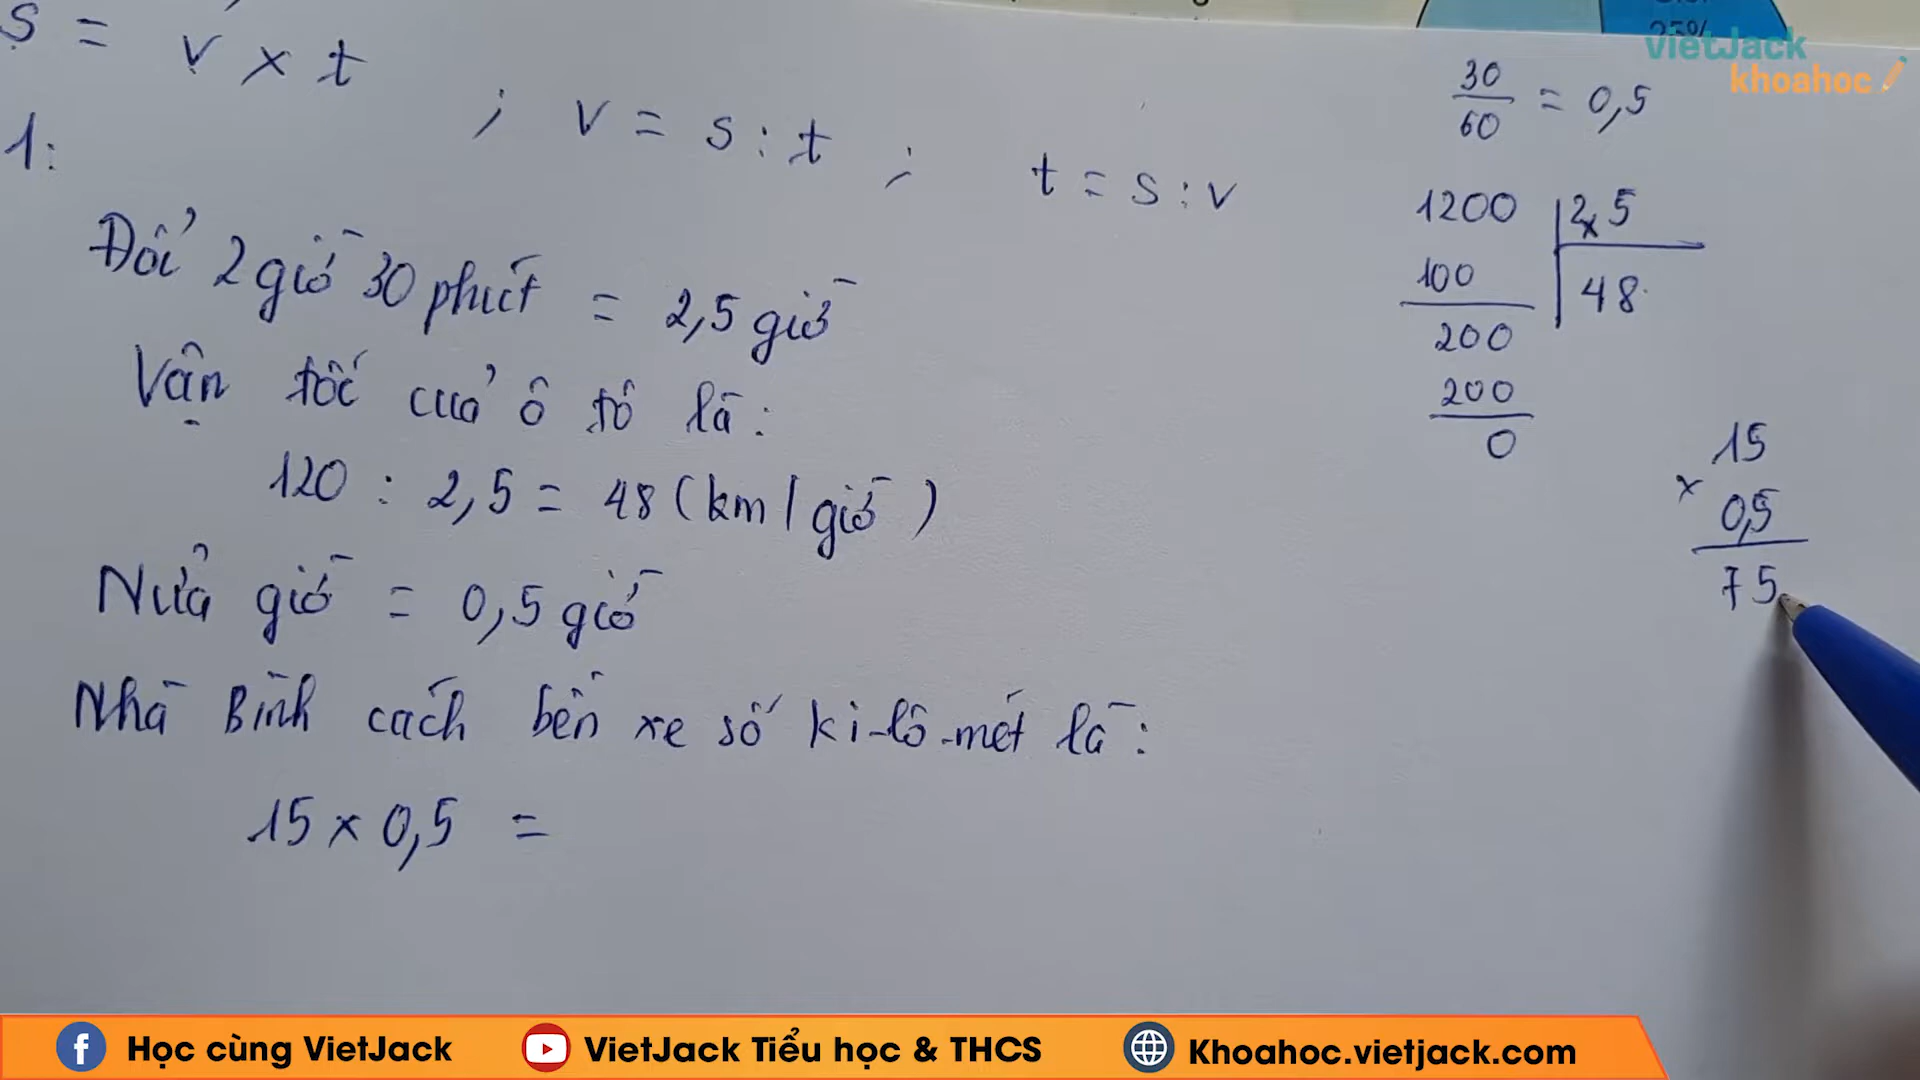 s = v x t ; v = s : t ; t = s : v
1:
Đổi 2 giờ 30 phút = 2,5 giờ
Vận tốc của ô tô là:
120 : 2,5 = 48 (km/giờ)
Nửa giờ = 0,5 giờ
Nhà Bình cách bến xe số ki-lô-mét là:
15 x 0,5 =
25%
vietJack
khoahoc
30
60
= 0,5
1200 2,5
100 48
200
200
0
15
x
0,5
75
Học cùng VietJack
VietJack Tiểu học & THCS
Khoahoc.vietjack.com